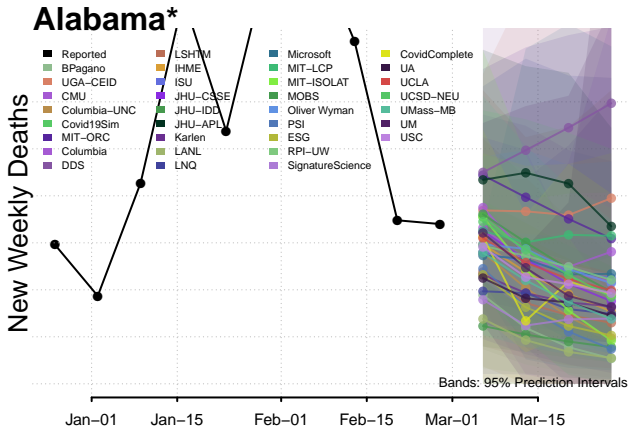 Alabama*
New Weekly Deaths
Reported
BPagano
UGA−CEID
CMU
Columbia−UNC
Covid19Sim
MIT−ORC
Columbia
DDS
LSHTM
IHME
ISU
JHU−CSSE
JHU−IDD
JHU−APL
Karlen
LANL
LNQ
Microsoft
MIT−LCP
MIT−ISOLAT
MOBS
Oliver Wyman
PSI
ESG
RPI−UW
SignatureScience
CovidComplete
UA
UCLA
UCSD−NEU
UMass−MB
UM
USC
Bands: 95% Prediction Intervals
Jan−01 Jan−15 Feb−01 Feb−15 Mar−01 Mar−15